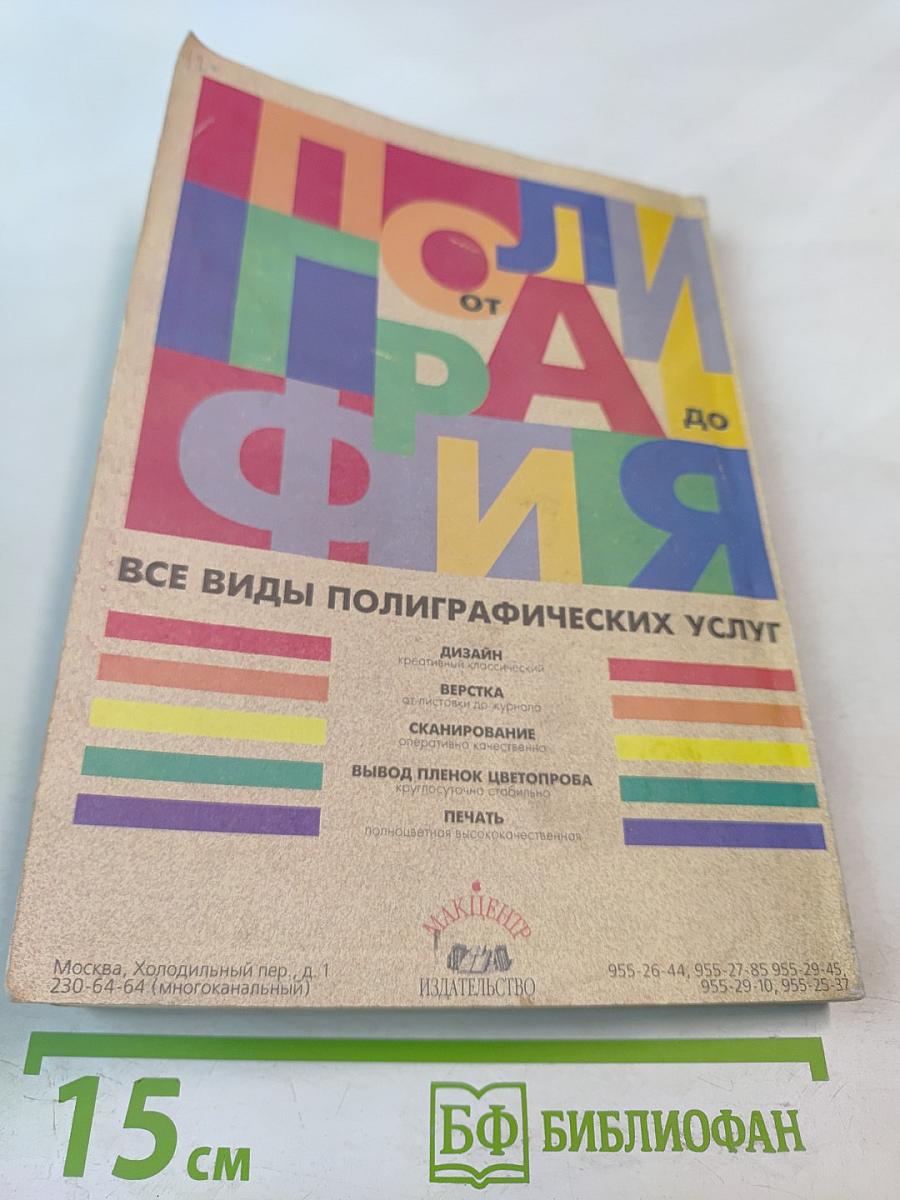 ПОЛИ
ОТ
ГРА
ДО
ФИЯ
ВСЕ ВИДЫ ПОЛИГРАФИЧЕСКИХ УСЛУГ
ДИЗАЙН
креативный классический
ВЕРСТКА
от листовки до журнала
СКАНИРОВАНИЕ
оперативно качественно
ВЫВОД ПЛЕНОК ЦВЕТОПРОБА
круглосуточно стабильно
ПЕЧАТЬ
полноцветная высококачественная
МАКЦЕНТР
ИЗДАТЕЛЬСТВО
Москва, Холодильный пер., д. 1
230-64-64 (многоканальный)
955-26-44, 955-27-85 955-29-45,
955-29-10, 955-25-37
15 см
БФ БИБЛИОФАН